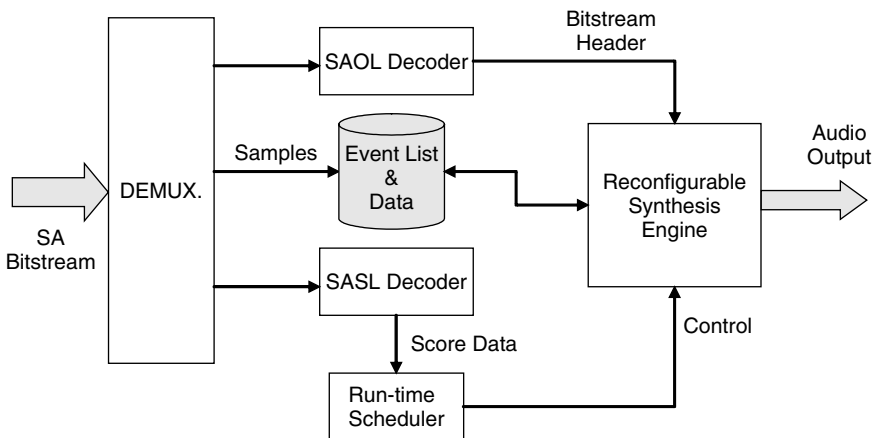 Bitstream
Header
SAOL Decoder
Samples
Event List
&
Data
DEMUX.
Reconfigurable
Synthesis
Engine
Audio
Output
SA
Bitstream
SASL Decoder
Score Data
Control
Run-time
Scheduler